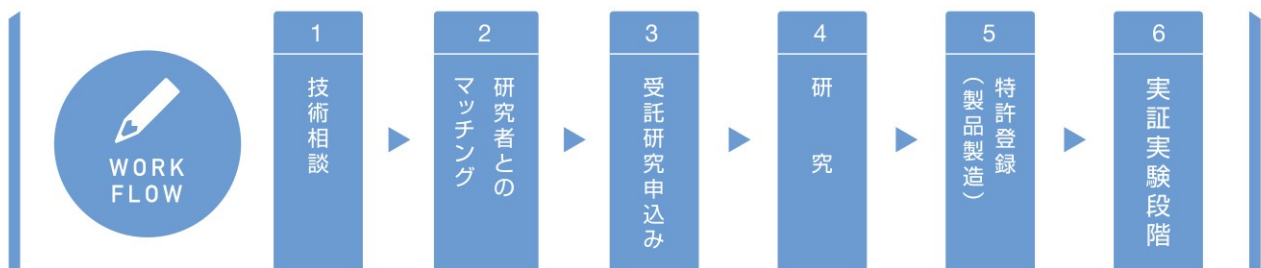 WORK
FLOW
1
技術相談
2
研究者との
マッチング
3
受託研究申込み
4
研究
5
特許登録
（製品製造）
6
実証実験段階